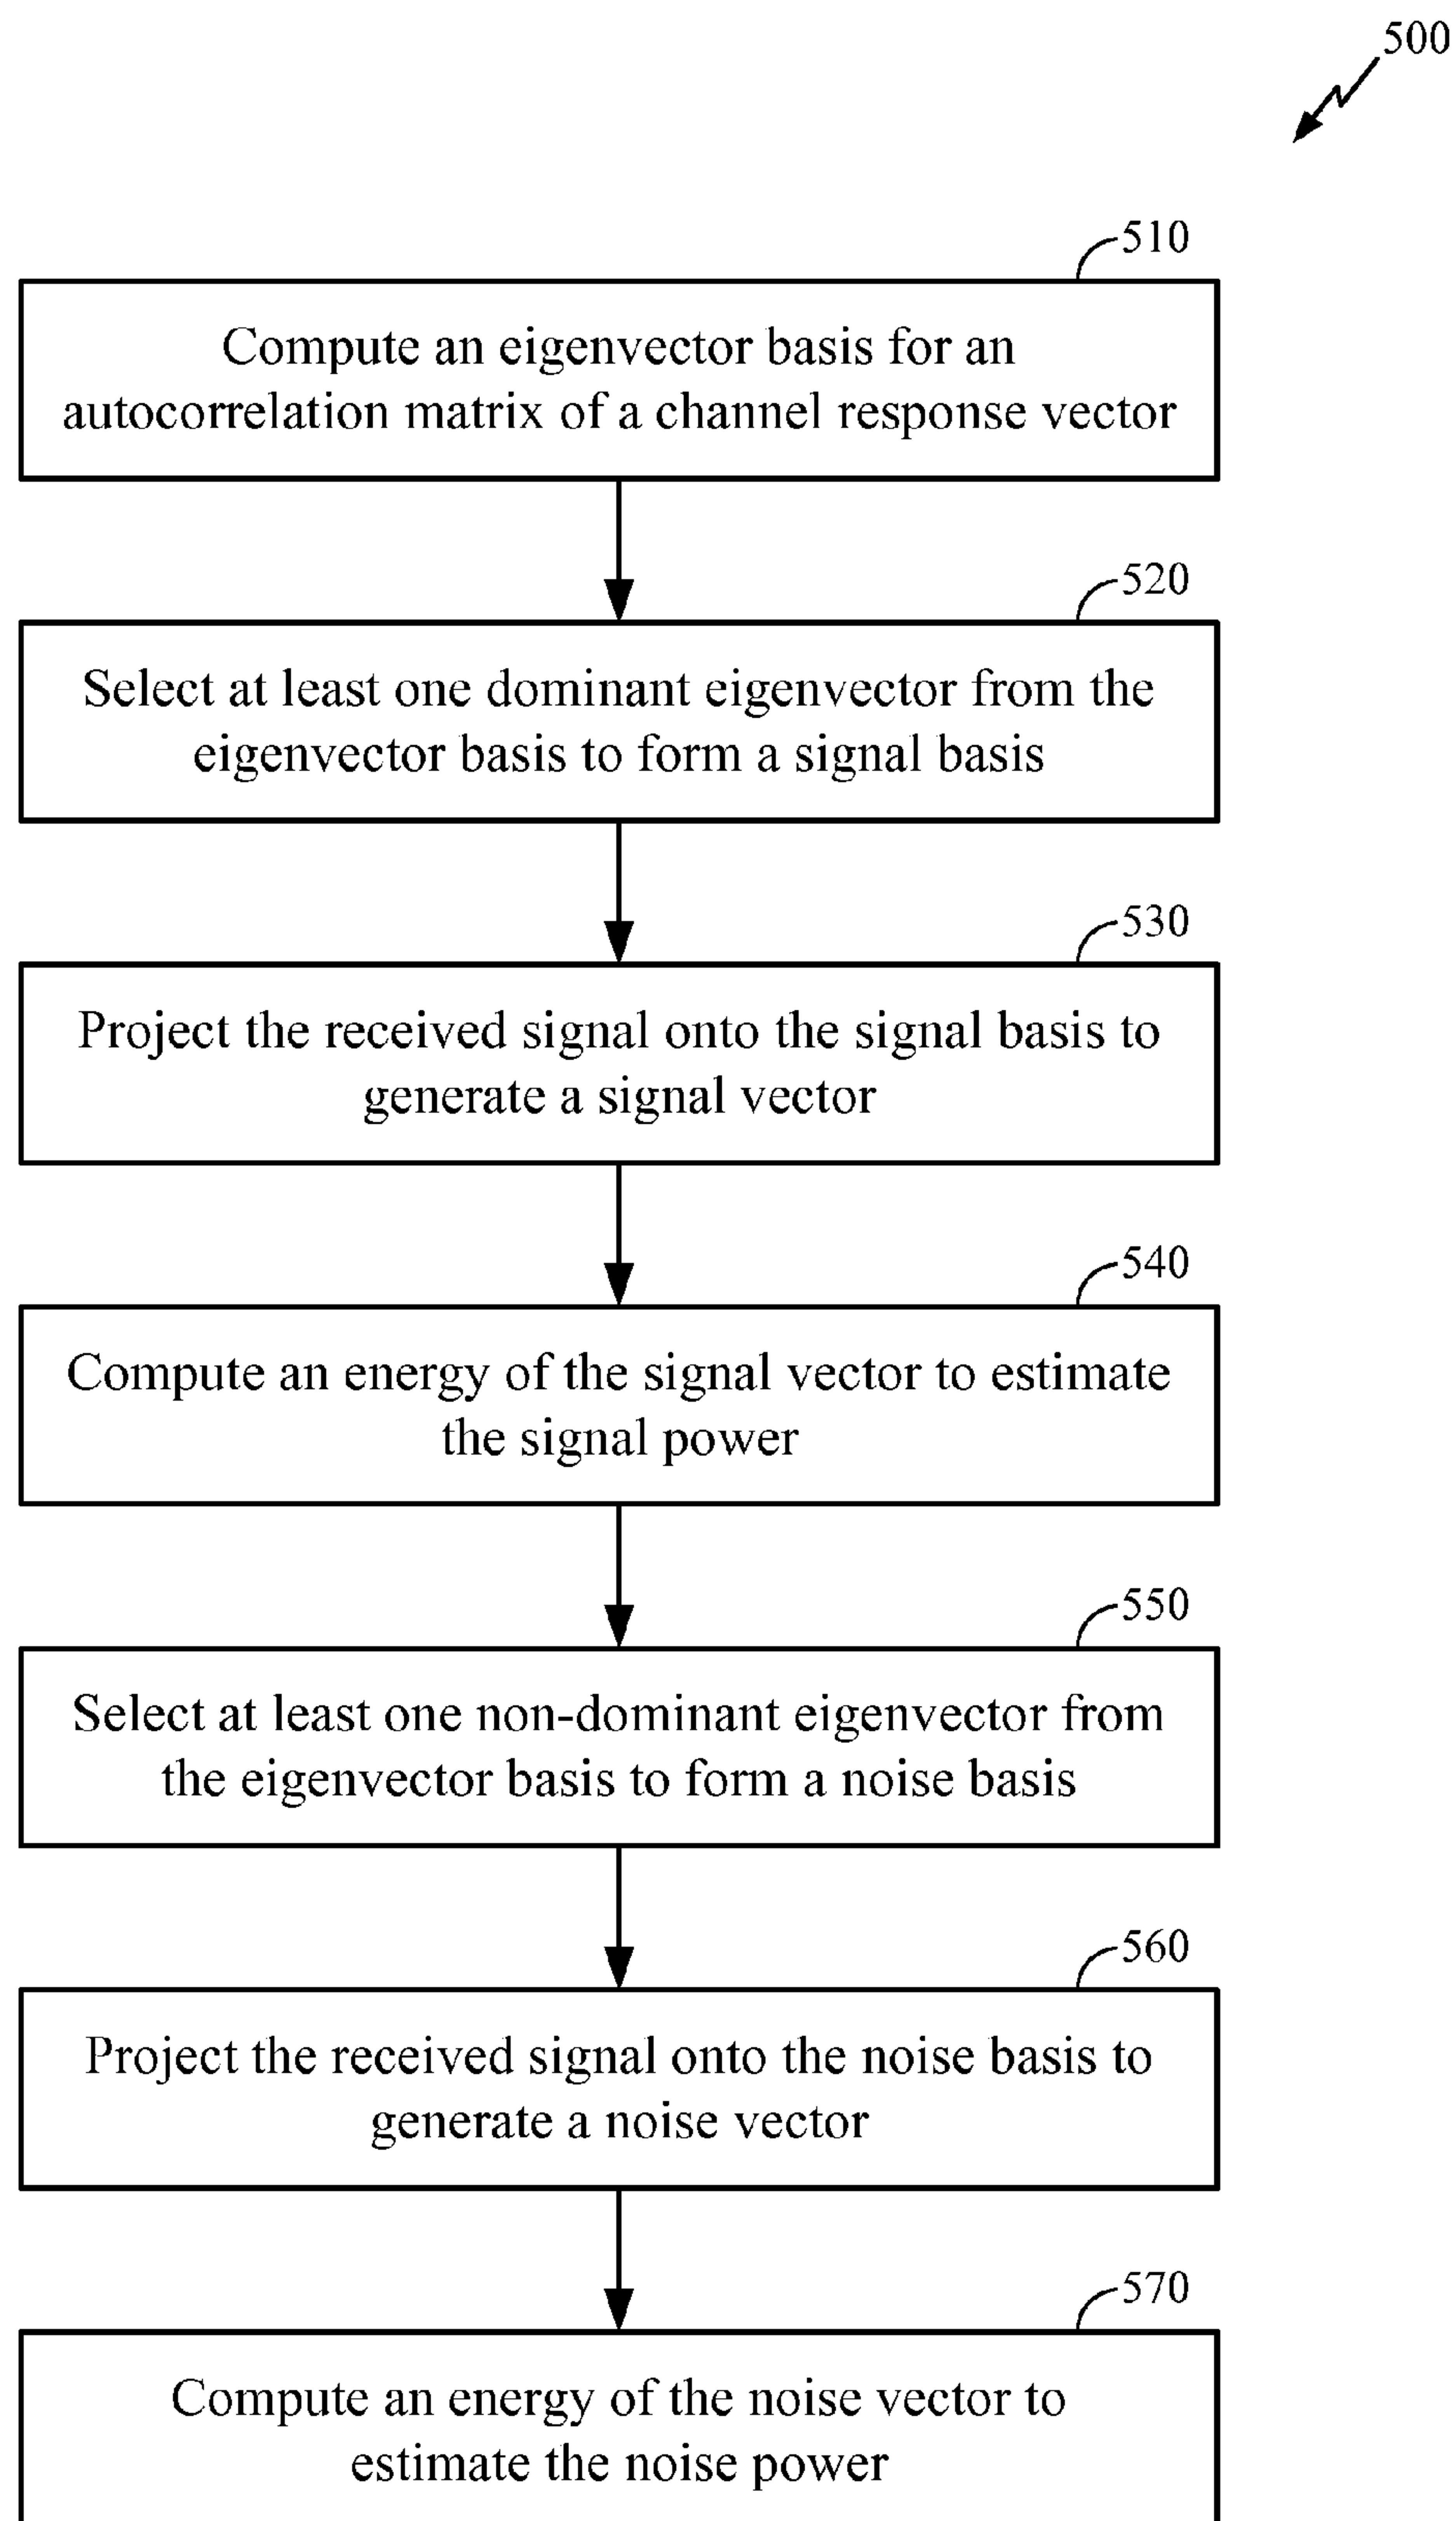 500
510
Compute an eigenvector basis for an
autocorrelation matrix of a channel response vector
520
Select at least one dominant eigenvector from the
eigenvector basis to form a signal basis
530
Project the received signal onto the signal basis to
generate a signal vector
540
Compute an energy of the signal vector to estimate
the signal power
550
Select at least one non-dominant eigenvector from
the eigenvector basis to form a noise basis
560
Project the received signal onto the noise basis to
generate a noise vector
570
Compute an energy of the noise vector to
estimate the noise power